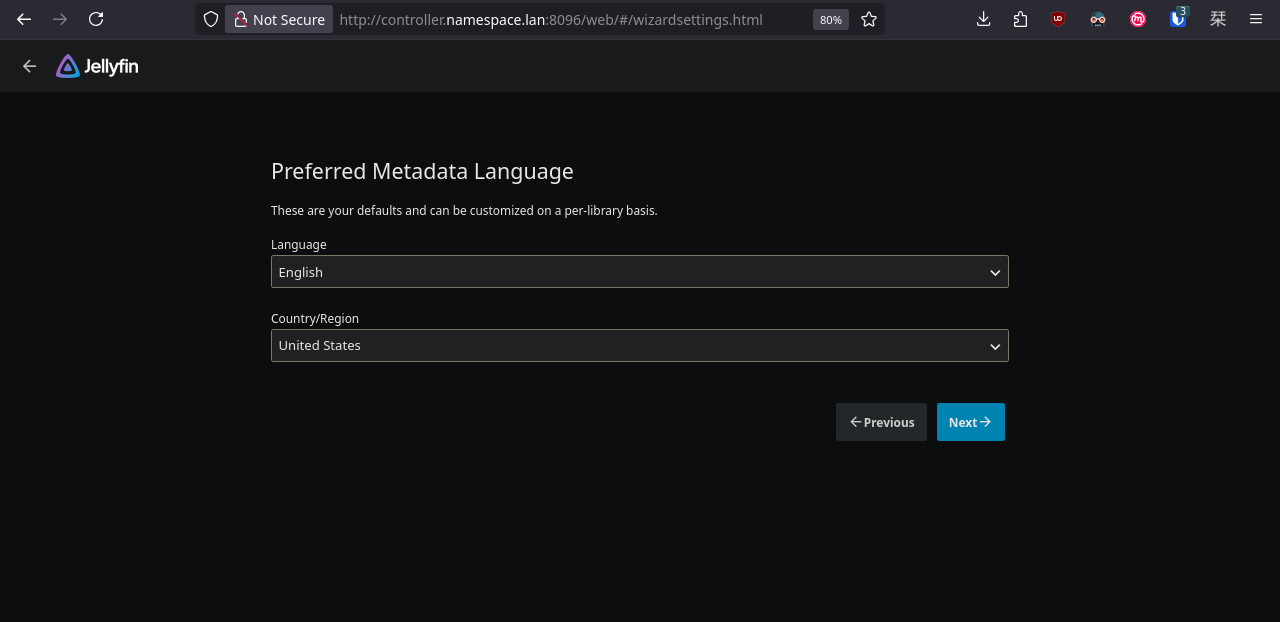 Not Secure http://controller.namespace.lan:8096/web/#/wizardsettings.html 80% UD m 3 栞
Jellyfin
Preferred Metadata Language
These are your defaults and can be customized on a per-library basis.
Language
English
Country/Region
United States
Previous Next